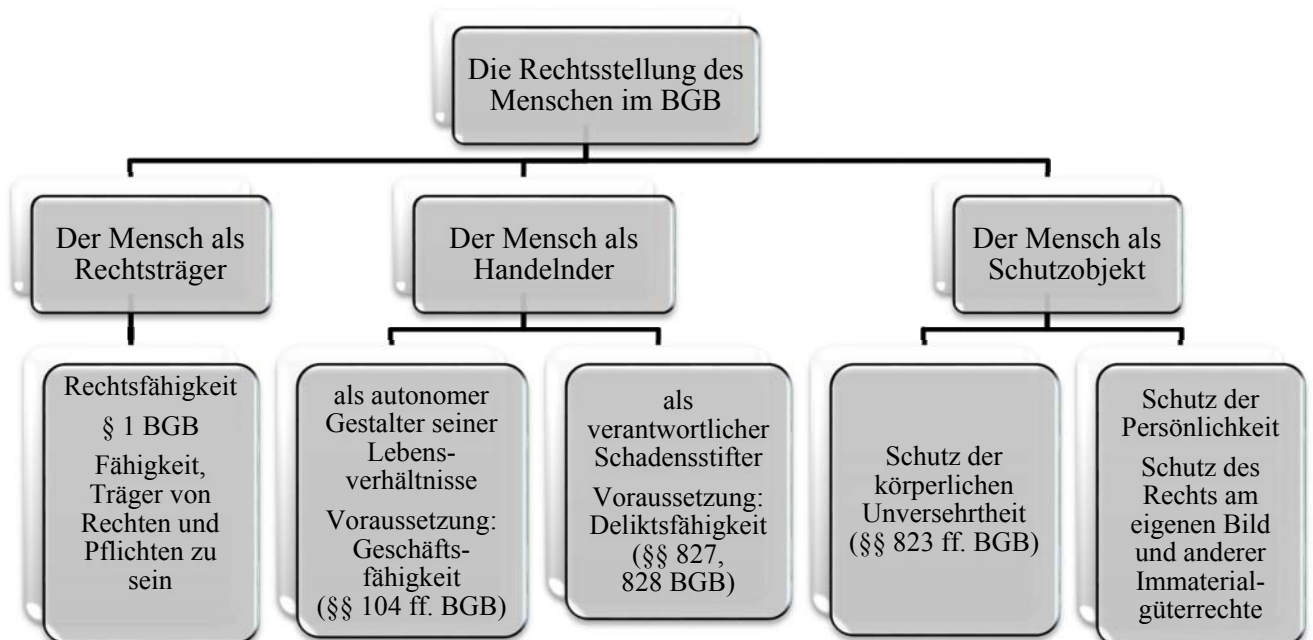 Die Rechtsstellung des
Menschen im BGB
Der Mensch als
Rechtsträger
Der Mensch als
Handelnder
Der Mensch als
Schutzobjekt
Rechtsfähigkeit
§ 1 BGB
Fähigkeit,
Träger von
Rechten und
Pflichten zu
sein
als autonomer
Gestalter seiner
Lebens-
verhältnisse
Voraussetzung:
Geschäfts-
fähigkeit
(§§ 104 ff. BGB)
als
verantwortlicher
Schadensstifter
Voraussetzung:
Deliktsfähigkeit
(§§ 827,
828 BGB)
Schutz der
körperlichen
Unversehrtheit
(§§ 823 ff. BGB)
Schutz der
Persönlichkeit
Schutz des
Rechts am
eigenen Bild
und anderer
Immaterial-
güterrechte